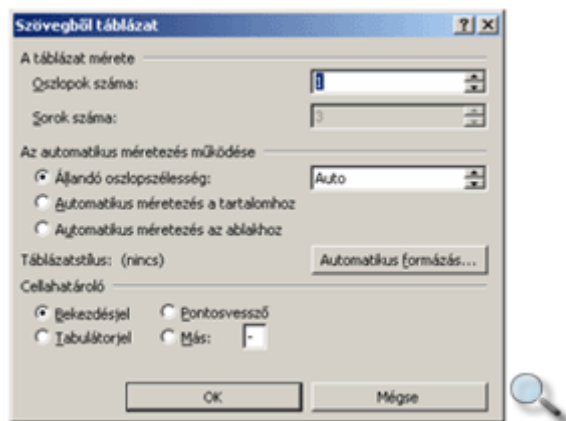 Szövegből táblázat
A táblázat mérete
Oszlopok száma: 1
Sorok száma: 3
Az automatikus méretezés működése
Állandó oszlopszélesség: Auto
Automatikus méretezés a tartalomhoz
Automatikus méretezés az ablakhoz
Táblázatstílus: (nincs) Automatikus formázás...
Cellahatároló
Bekezdésjel Pontosvessző
Tabulátorjel Más: -
OK Mégse